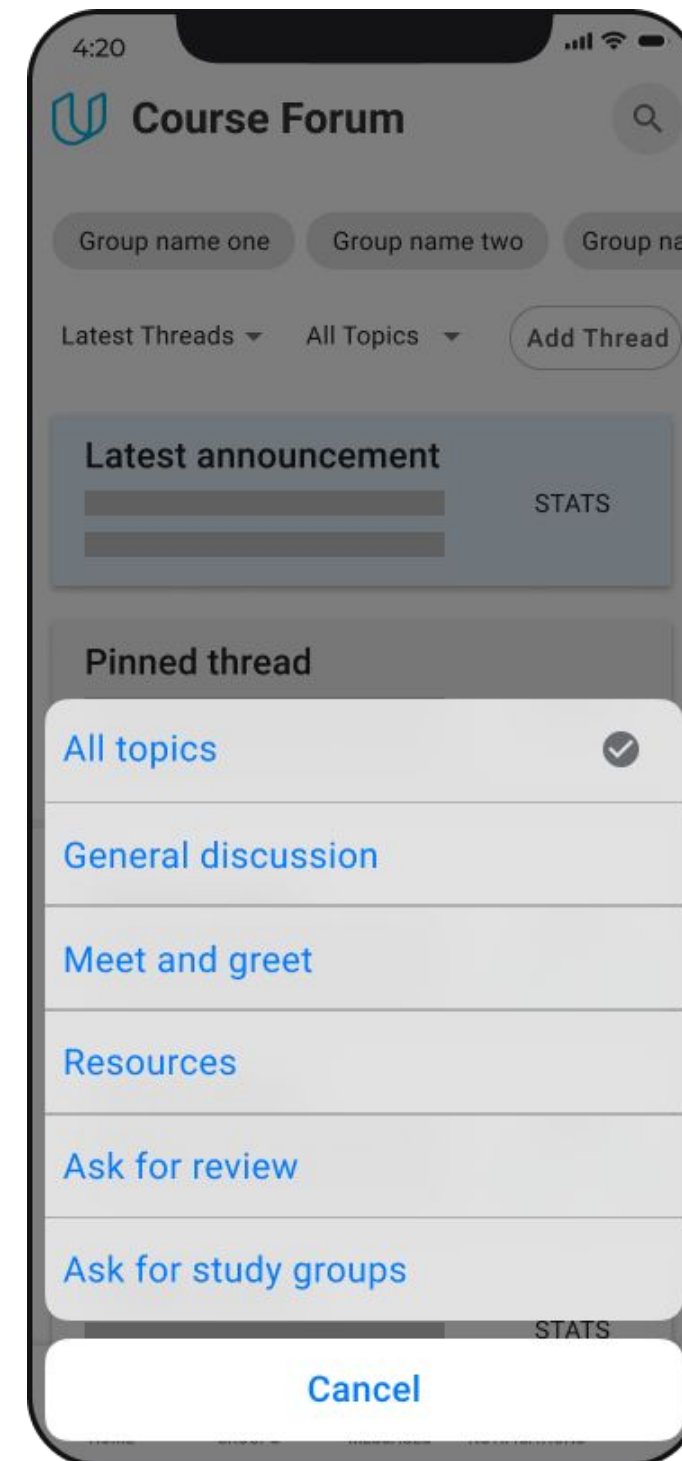 4:20
Course Forum
Group name one Group name two Group na
Latest Threads All Topics Add Thread
Latest announcement
STATS
Pinned thread
All topics
General discussion
Meet and greet
Resources
Ask for review
Ask for study groups
STATS
Cancel